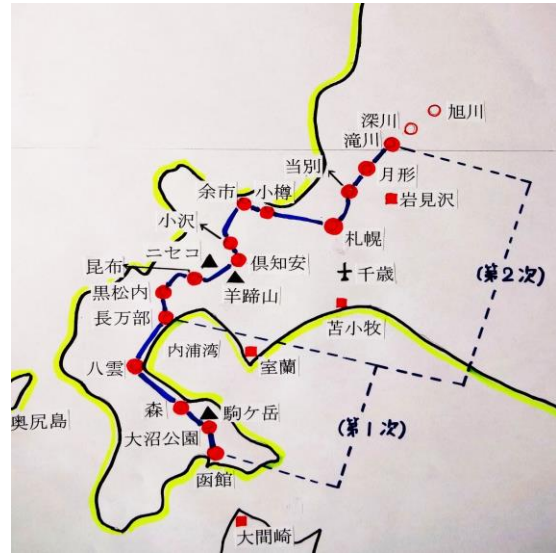 旭川
深川
滝川
当別
月形
岩見沢
余市
小樽
小沢
札幌
ニセコ
倶知安
昆布
羊蹄山
千歳
(第2次)
黒松内
長万部
内浦湾
苫小牧
八雲
室蘭
森
駒ケ岳
奥尻島
大沼公園
(第1次)
函館
大間崎